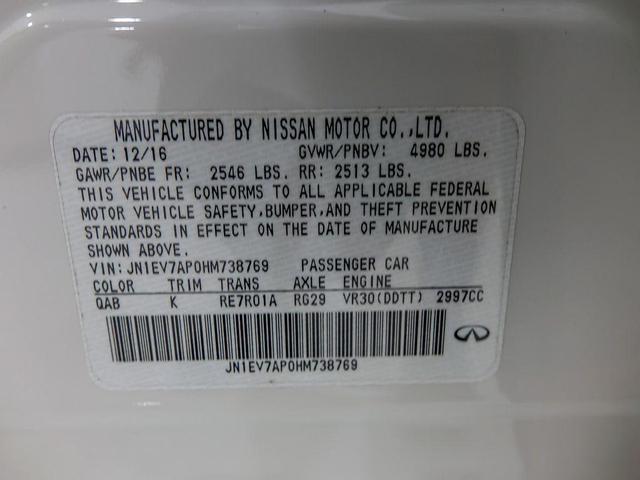 MANUFACTURED BY NISSAN MOTOR CO.,LTD.
DATE: 12/16 GVWR/PNBV: 4980 LBS.
GAWR/PNBE FR: 2546 LBS. RR: 2513 LBS.
THIS VEHICLE CONFORMS TO ALL APPLICABLE FEDERAL
MOTOR VEHICLE SAFETY,BUMPER,AND THEFT PREVENTION
STANDARDS IN EFFECT ON THE DATE OF MANUFACTURE
SHOWN ABOVE.
VIN: JN1EV7AP0HM738769 PASSENGER CAR
COLOR TRIM TRANS AXLE ENGINE
QAB K RE7R01A RG29 VR30(DDTT) 2997CC
JN1EV7AP0HM738769